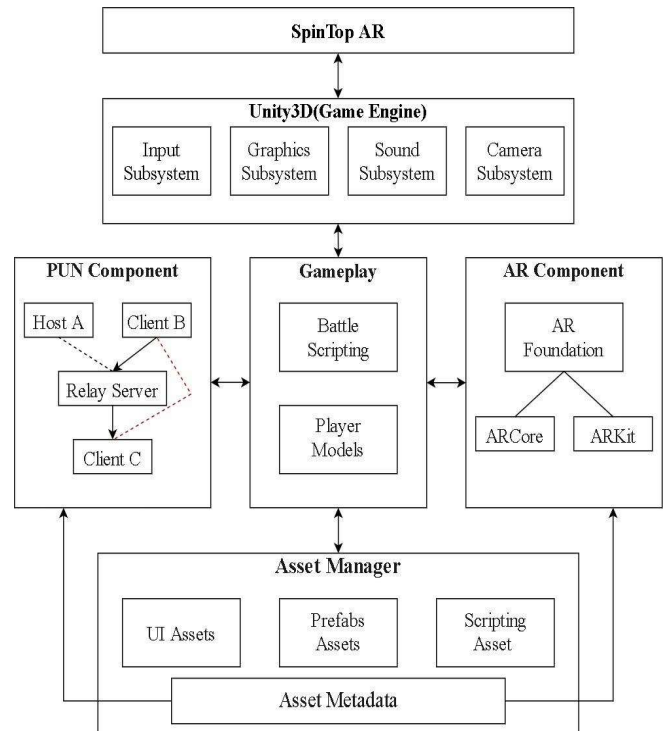 SpinTop AR
Unity3D(Game Engine)
Input
Subsystem
Graphics
Subsystem
Sound
Subsystem
Camera
Subsystem
PUN Component
Host A
Client B
Relay Server
Client C
Gameplay
Battle
Scripting
Player
Models
AR Component
AR
Foundation
ARCore
ARKit
Asset Manager
UI Assets
Prefabs
Assets
Scripting
Asset
Asset Metadata